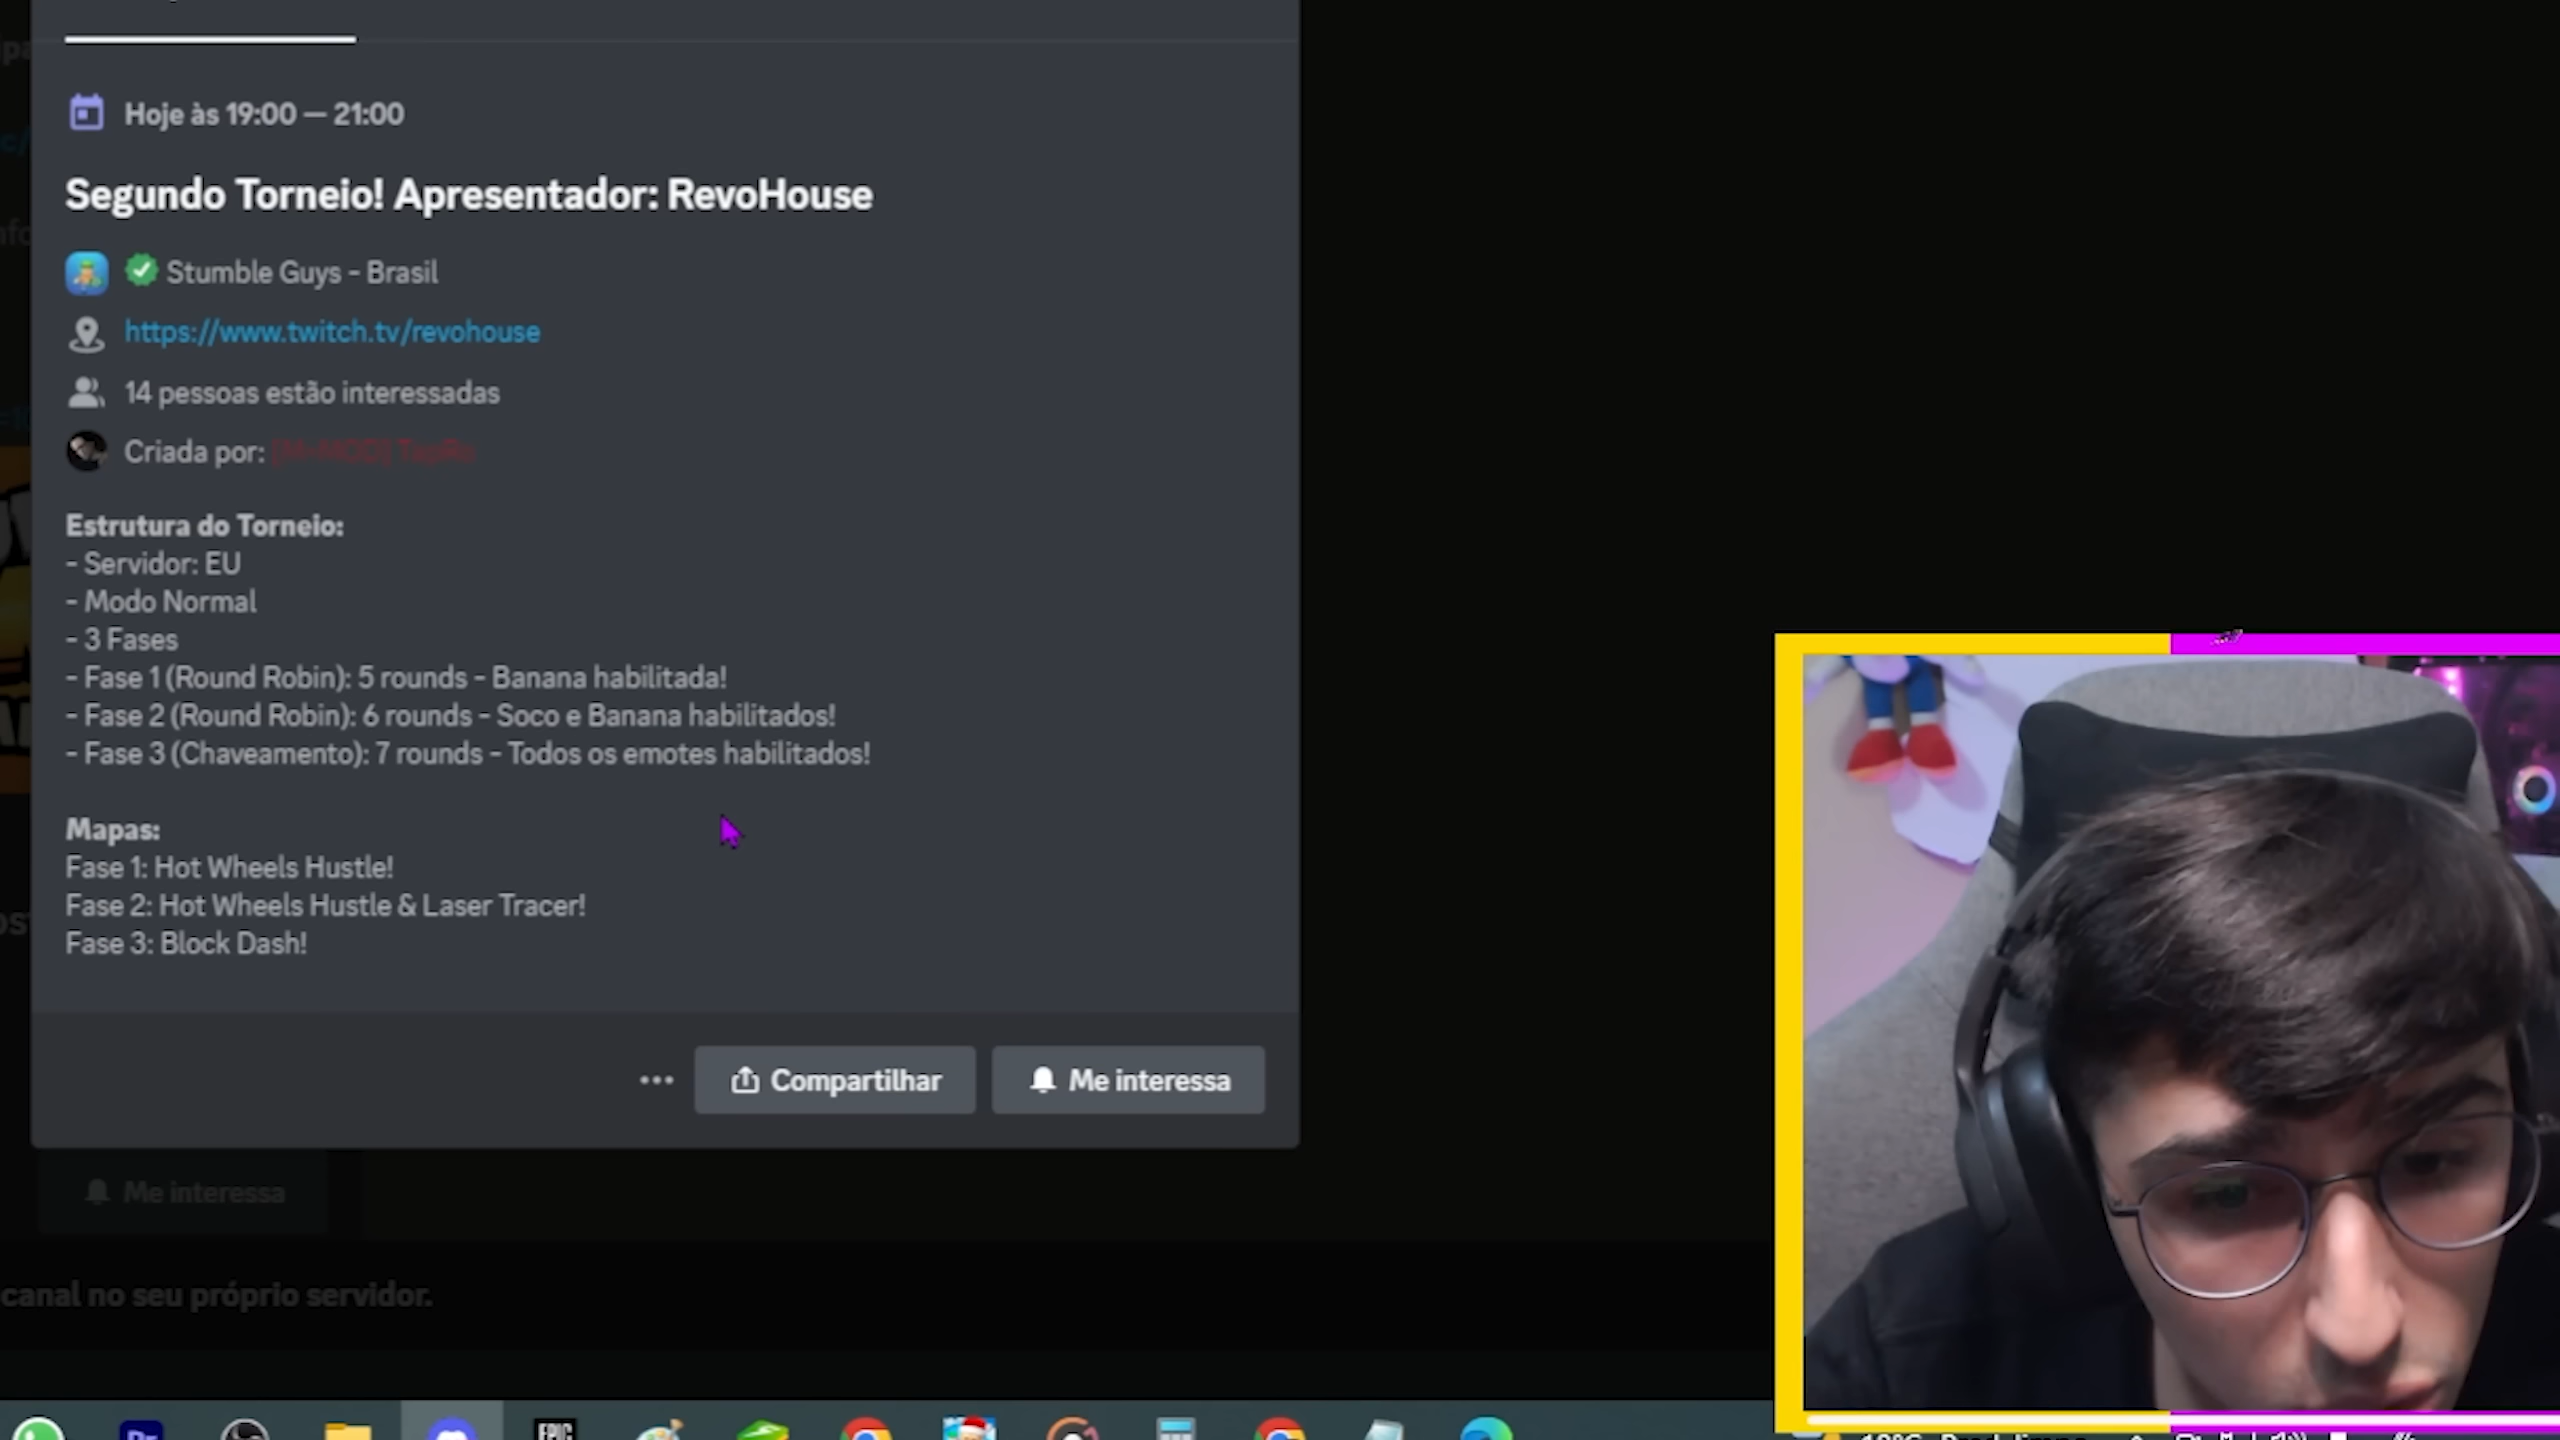 Hoje às 19:00 — 21:00
Segundo Torneio! Apresentador: RevoHouse
Stumble Guys - Brasil
https://www.twitch.tv/revohouse
14 pessoas estão interessadas
Criada por:
Estrutura do Torneio:
- Servidor: EU
- Modo Normal
- 3 Fases
- Fase 1 (Round Robin): 5 rounds - Banana habilitada!
- Fase 2 (Round Robin): 6 rounds - Soco e Banana habilitados!
- Fase 3 (Chaveamento): 7 rounds - Todos os emotes habilitados!
Mapas:
Fase 1: Hot Wheels Hustle!
Fase 2: Hot Wheels Hustle & Laser Tracer!
Fase 3: Block Dash!
Compartilhar
Me interessa
Me interessa
canal no seu próprio servidor.
EPIC